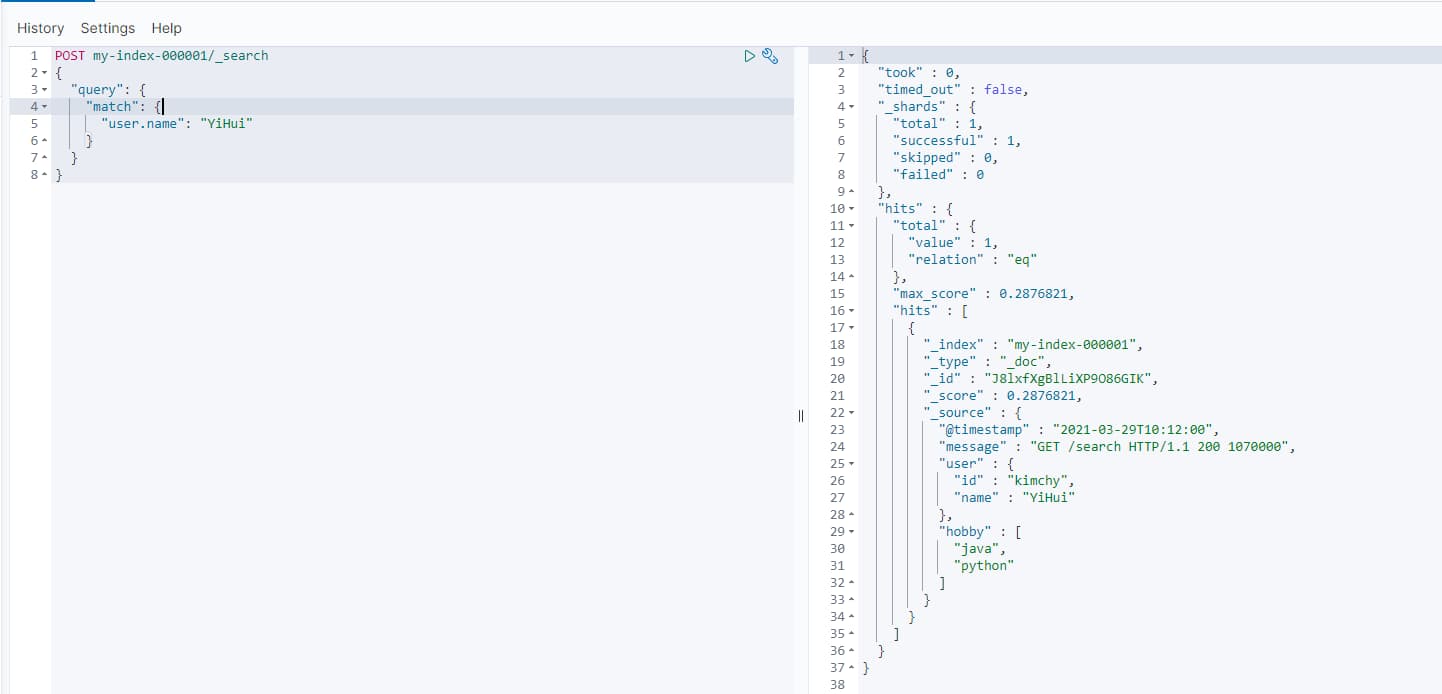 History Settings Help
1 POST my-index-000001/_search
2 {
3 "query": {
4 "match": {
5 "user.name": "YiHui"
6 }
7 }
8 }
1 {
2 "took" : 0,
3 "timed_out" : false,
4 "_shards" : {
5 "total" : 1,
6 "successful" : 1,
7 "skipped" : 0,
8 "failed" : 0
9 },
10 "hits" : {
11 "total" : {
12 "value" : 1,
13 "relation" : "eq"
14 },
15 "max_score" : 0.2876821,
16 "hits" : [
17 {
18 "_index" : "my-index-000001",
19 "_type" : "_doc",
20 "_id" : "J8lxfXgBlLiXP9O86GIK",
21 "_score" : 0.2876821,
22 "_source" : {
23 "@timestamp" : "2021-03-29T10:12:00",
24 "message" : "GET /search HTTP/1.1 200 1070000",
25 "user" : {
26 "id" : "kimchy",
27 "name" : "YiHui"
28 },
29 "hobby" : [
30 "java",
31 "python"
32 ]
33 }
34 }
35 ]
36 }
37 }
38